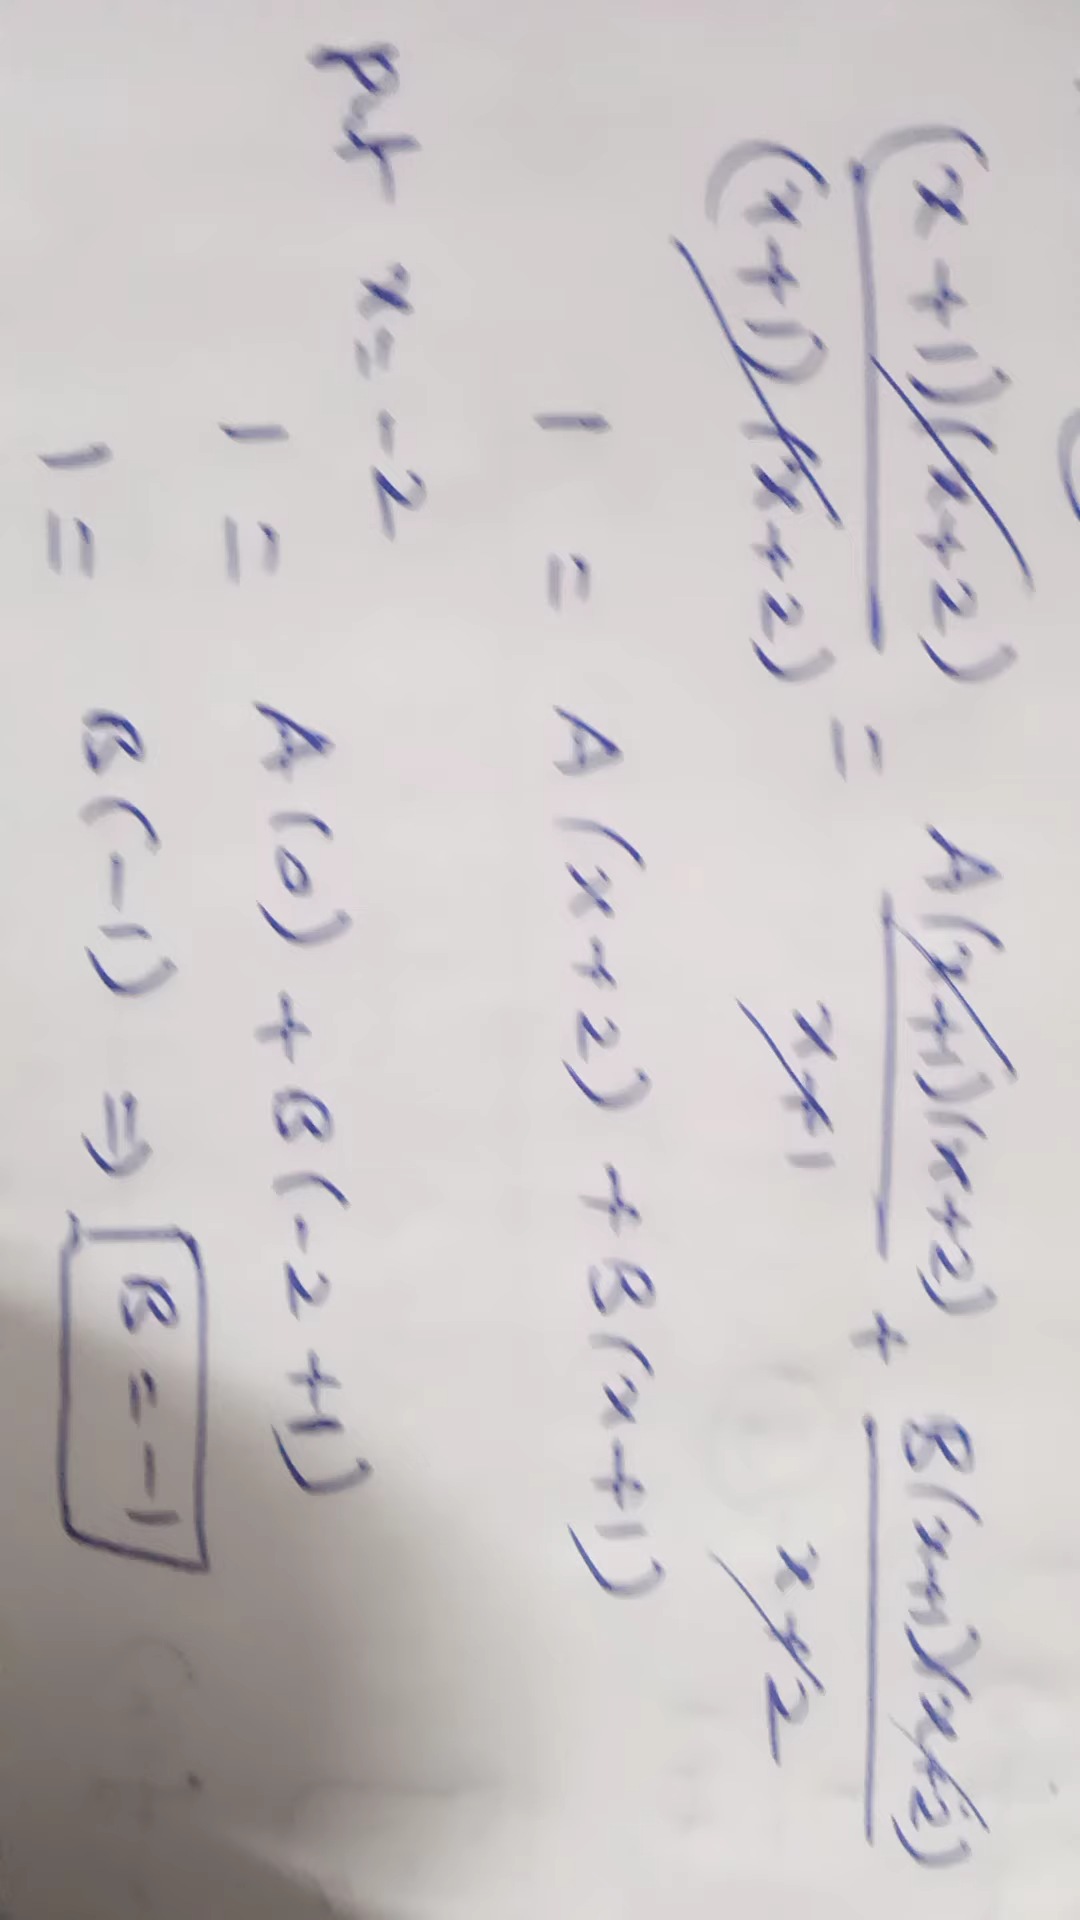 (x+1)(x+2) / (x+1)(x+2) = A(x+1)(x+2) / x+1 + B(x+1)(x+2) / x+2
1 = A(x+2) + B(x+1)
put x = -2
1 = A(0) + B(-2+1)
1 = B(-1) ⇒ B = -1